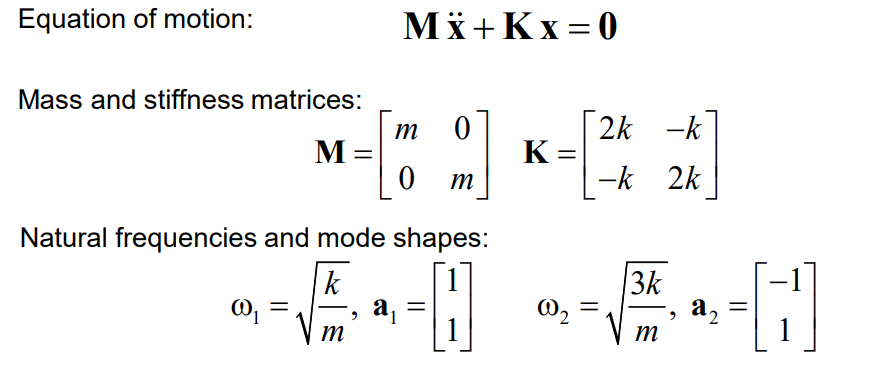 Equation of motion:
M ẍ + K x = 0
Mass and stiffness matrices:
M = [m 0; 0 m] K = [2k −k; −k 2k]
Natural frequencies and mode shapes:
ω₁ = √(k/m), a₁ = [1; 1] ω₂ = √(3k/m), a₂ = [−1; 1]